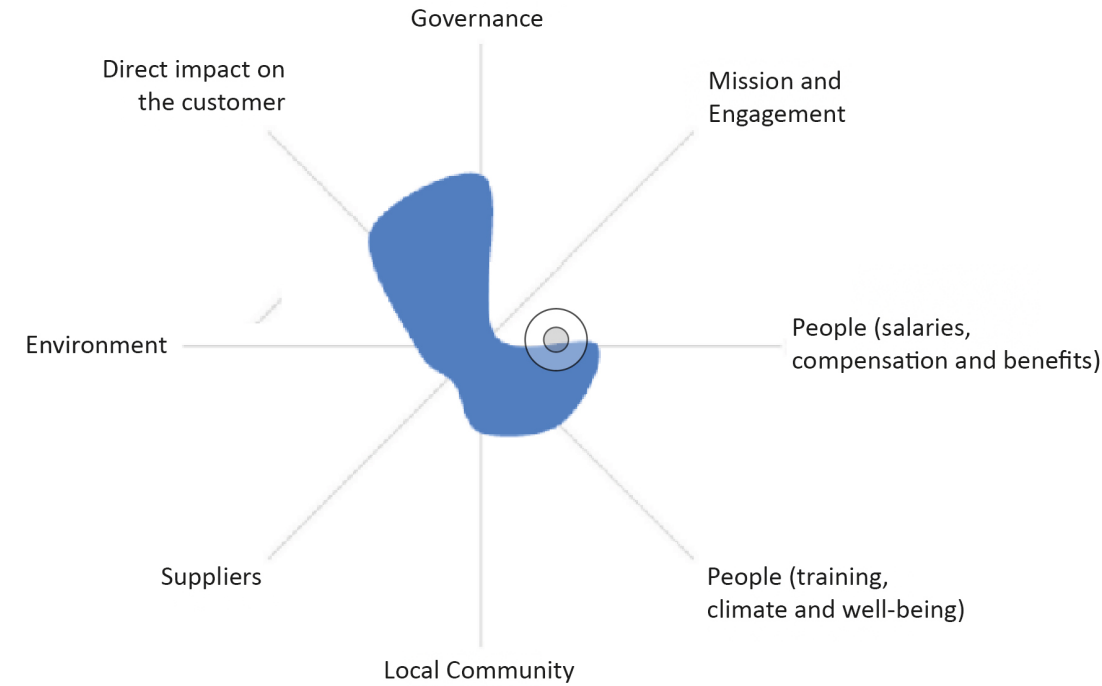 Governance
Direct impact on
the customer
Mission and
Engagement
Environment
People (salaries,
compensation and benefits)
Suppliers
People (training,
climate and well-being)
Local Community